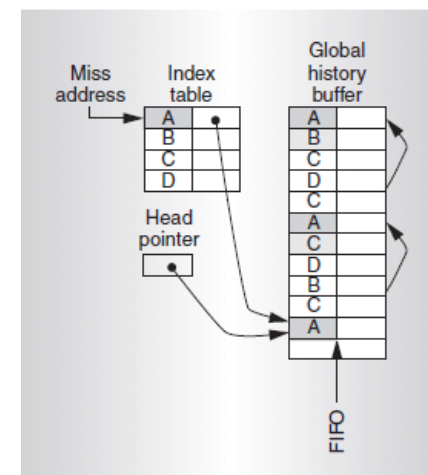 Miss
address
Index
table
A
B
C
D
Head
pointer
Global
history
buffer
A
B
C
D
C
A
C
D
B
C
A
FIFO